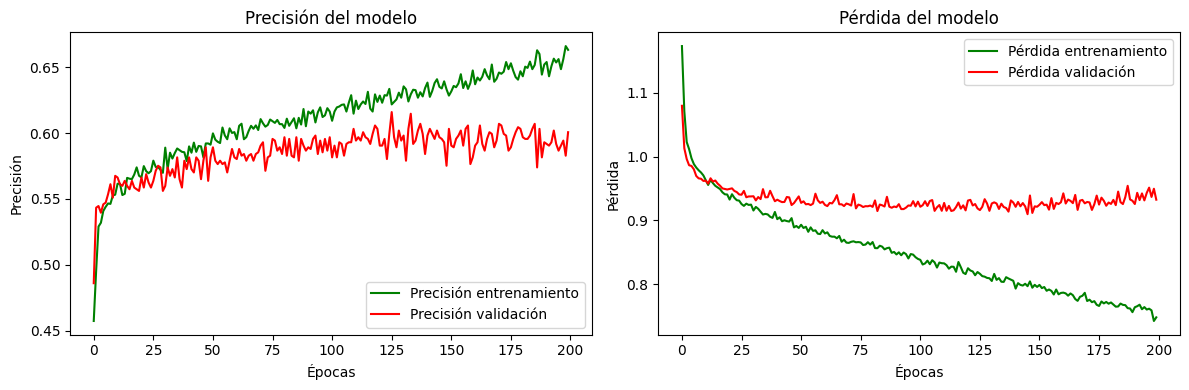 Precisión del modelo
Precisión
0.65
0.60
0.55
0.50
0.45
Precisión entrenamiento
Precisión validación
0 25 50 75 100 125 150 175 200
Épocas
Pérdida del modelo
Pérdida
1.1
1.0
0.9
0.8
Pérdida entrenamiento
Pérdida validación
0 25 50 75 100 125 150 175 200
Épocas